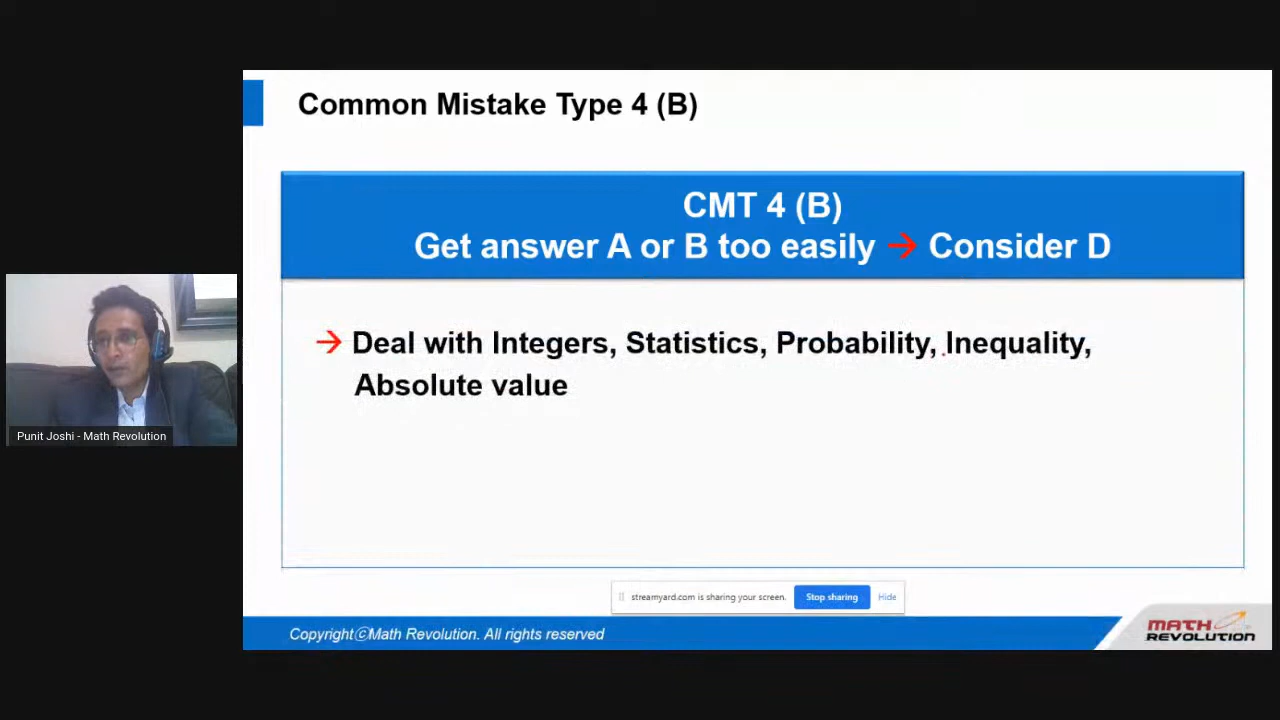 Common Mistake Type 4 (B)
CMT 4 (B)
Get answer A or B too easily → Consider D
→ Deal with Integers, Statistics, Probability, Inequality,
Absolute value
Punit Joshi - Math Revolution
streamyard.com is sharing your screen.
Stop sharing
Hide
CopyrightⓒMath Revolution. All rights reserved
MATH
REVOLUTION